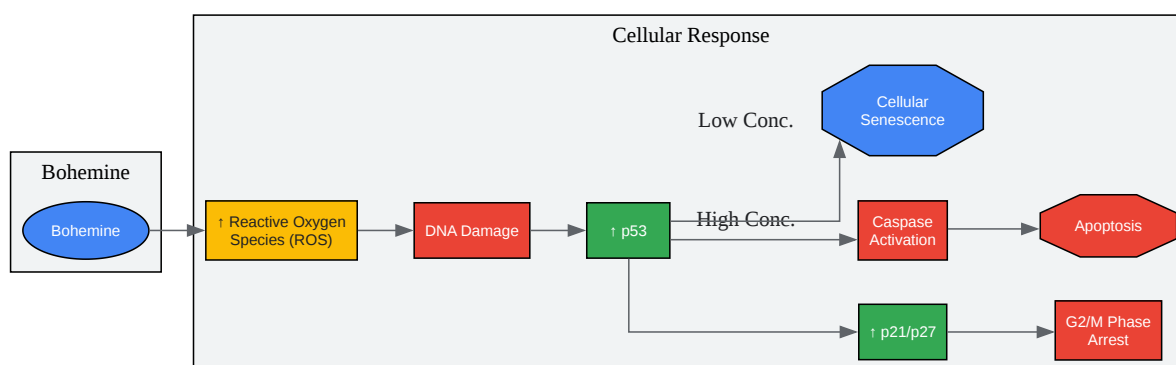 Cellular Response
Cellular
Senescence
Low Conc.
Bohemine
Bohemine
↑ Reactive Oxygen
Species (ROS)
DNA Damage
↑ p53
High Conc.
Caspase
Activation
Apoptosis
↑ p21/p27
G2/M Phase
Arrest